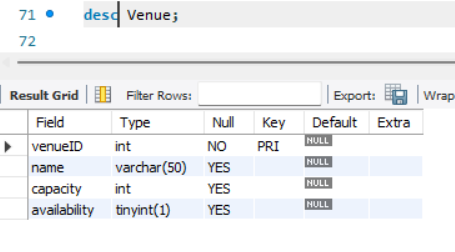 71 desc Venue;
72
Result Grid Filter Rows: Export: Wrap
Field Type Null Key Default Extra
venueID int NO PRI NULL
name varchar(50) YES NULL
capacity int YES NULL
availability tinyint(1) YES NULL